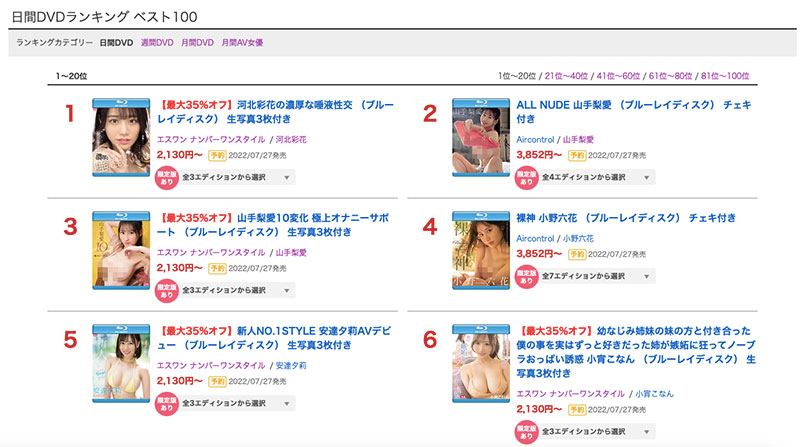 日間DVDランキング ベスト100
ランキングカテゴリー 日間DVD 週間DVD 月間DVD 月間AV女優
1~20位
1位~20位 / 21位~40位 / 41位~60位 / 61位~80位 / 81位~100位
1
【最大35%オフ】河北彩花の濃厚な唾液性交 (ブルー
レイディスク) 生写真3枚付き
エスワン ナンバーワンスタイル / 河北彩花
2,130円~ 予約 2022/07/27発売
限定版
あり
全3エディションから選択
2
ALL NUDE 山手梨愛 (ブルーレイディスク) チェキ
付き
Aircontrol / 山手梨愛
3,852円~ 予約 2022/07/27発売
限定版
あり
全4エディションから選択
3
【最大35%オフ】山手梨愛10変化 極上オナニーサポ
ート (ブルーレイディスク) 生写真3枚付き
エスワン ナンバーワンスタイル / 山手梨愛
2,130円~ 予約 2022/07/27発売
限定版
あり
全3エディションから選択
4
裸神 小野六花 (ブルーレイディスク) チェキ付き
Aircontrol / 小野六花
3,852円~ 予約 2022/07/27発売
限定版
あり
全7エディションから選択
5
【最大35%オフ】新人NO.1STYLE 安達夕莉AVデビ
ュー (ブルーレイディスク) 生写真3枚付き
エスワン ナンバーワンスタイル / 安達夕莉
2,130円~ 予約 2022/07/27発売
限定版
あり
全3エディションから選択
6
【最大35%オフ】幼なじみ姉妹の妹の方と付き合った
僕の事を実はずっと好きだった姉が嫉妬に狂ってノーブ
ラおっぱい誘惑 小宵こなん (ブルーレイディスク) 生
写真3枚付き
エスワン ナンバーワンスタイル / 小宵こなん
2,130円~ 予約 2022/07/27発売
限定版
あり
全3エディションから選択